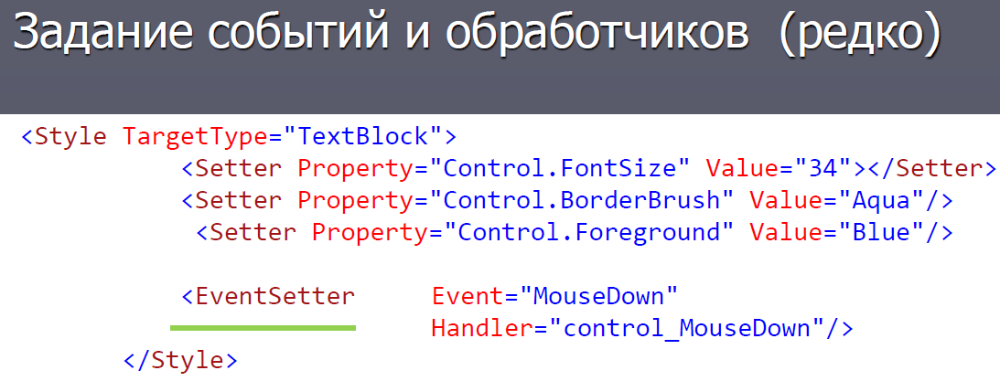 Задание событий и обработчиков (редко)
<Style TargetType="TextBlock">
<Setter Property="Control.FontSize" Value="34"></Setter>
<Setter Property="Control.BorderBrush" Value="Aqua"/>
<Setter Property="Control.Foreground" Value="Blue"/>
<EventSetter Event="MouseDown"
Handler="control_MouseDown"/>
</Style>